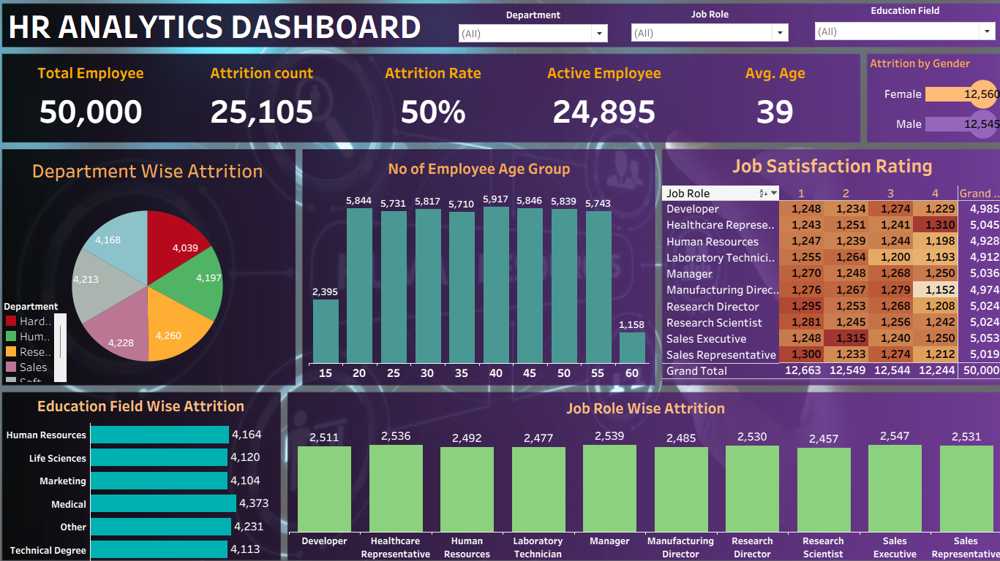 HR ANALYTICS DASHBOARD
Department
Job Role
Education Field
(All)
(All)
(All)
Total Employee
Attrition count
Attrition Rate
Active Employee
Avg. Age
50,000
25,105
50%
24,895
39
Attrition by Gender
Female 12,560
Male 12,545
Department Wise Attrition
4,039
4,197
4,260
4,228
4,213
4,168
Department
Hard..
Hum..
Rese..
Sales
Soft
No of Employee Age Group
2,395 5,844 5,731 5,817 5,710 5,917 5,846 5,839 5,743 1,158
15 20 25 30 35 40 45 50 55 60
Job Satisfaction Rating
Job Role 1 2 3 4 Grand ..
Developer 1,248 1,234 1,274 1,229 4,985
Healthcare Represe.. 1,243 1,251 1,241 1,310 5,045
Human Resources 1,247 1,239 1,244 1,198 4,928
Laboratory Technici.. 1,255 1,264 1,200 1,193 4,912
Manager 1,270 1,248 1,268 1,250 5,036
Manufacturing Direc.. 1,276 1,267 1,279 1,152 4,974
Research Director 1,295 1,253 1,268 1,208 5,024
Research Scientist 1,281 1,245 1,256 1,242 5,024
Sales Executive 1,248 1,315 1,240 1,250 5,053
Sales Representative 1,300 1,233 1,274 1,212 5,019
Grand Total 12,663 12,549 12,544 12,244 50,000
Education Field Wise Attrition
Human Resources 4,164
Life Sciences 4,120
Marketing 4,104
Medical 4,373
Other 4,231
Technical Degree 4,113
Job Role Wise Attrition
2,511 2,536 2,492 2,477 2,539 2,485 2,530 2,457 2,547 2,531
Developer
Healthcare
Representative
Human
Resources
Laboratory
Technician
Manager
Manufacturing
Director
Research
Director
Research
Scientist
Sales
Executive
Sales
Representative